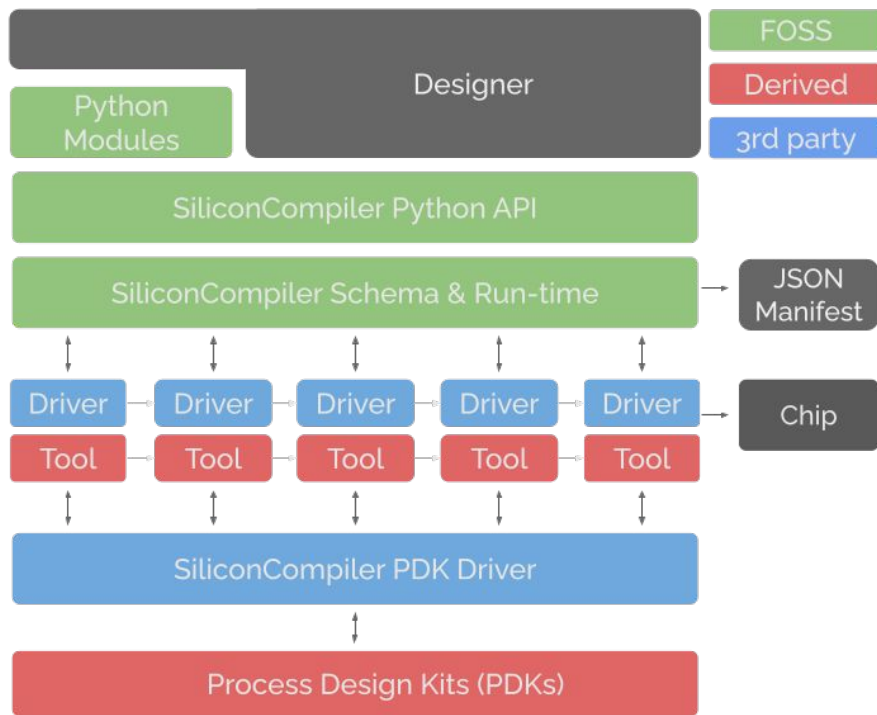 Designer
FOSS
Derived
3rd party
Python
Modules
SiliconCompiler Python API
SiliconCompiler Schema & Run-time
JSON
Manifest
Driver Driver Driver Driver Driver
Chip
Tool Tool Tool Tool Tool
SiliconCompiler PDK Driver
Process Design Kits (PDKs)